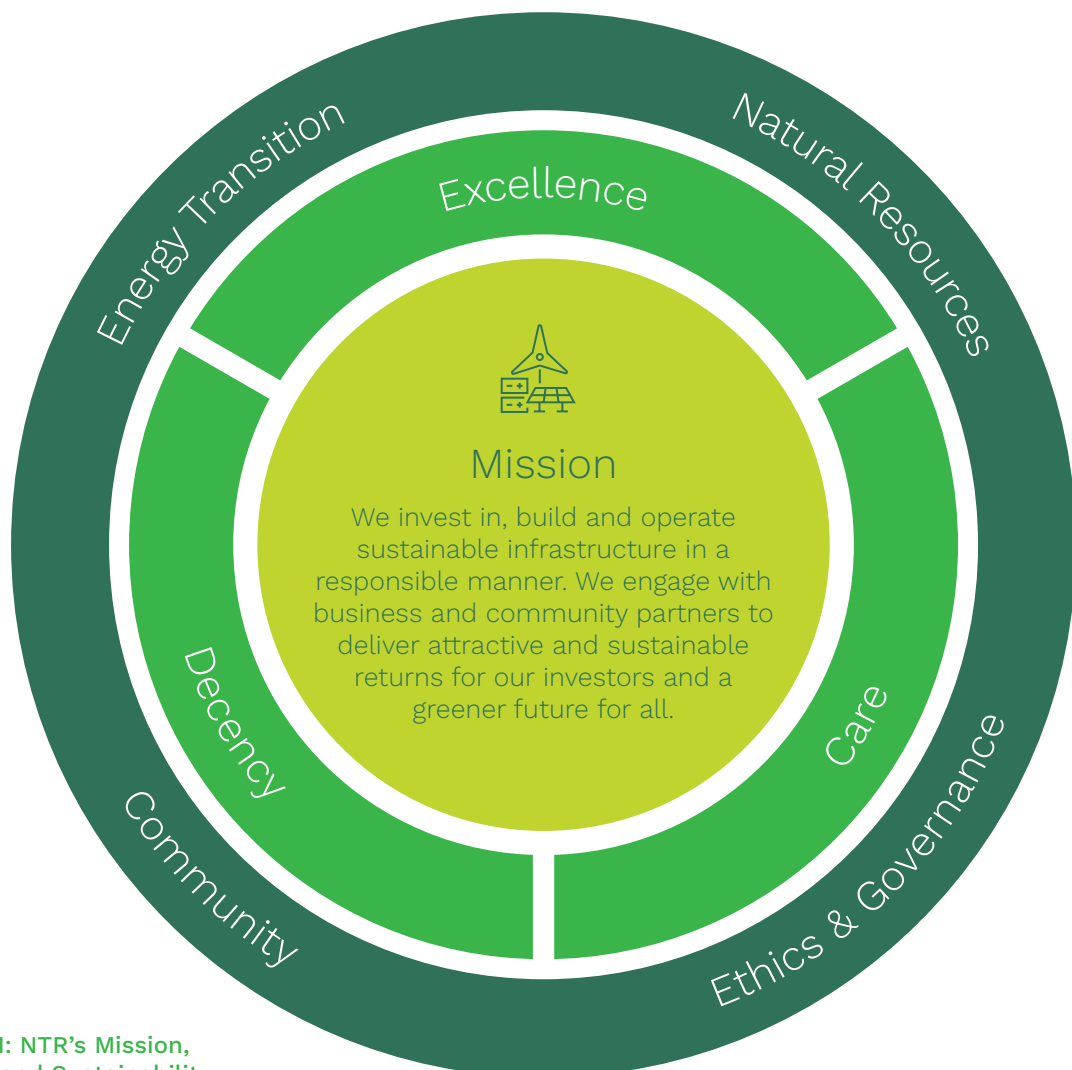 Energy Transition
Natural Resources
Excellence
Mission
We invest in, build and operate
sustainable infrastructure in a
responsible manner. We engage with
business and community partners to
deliver attractive and sustainable
returns for our investors and a
greener future for all.
Decency
Care
Community
Ethics & Governance
: NTR's Mission,
and Sustainabilit